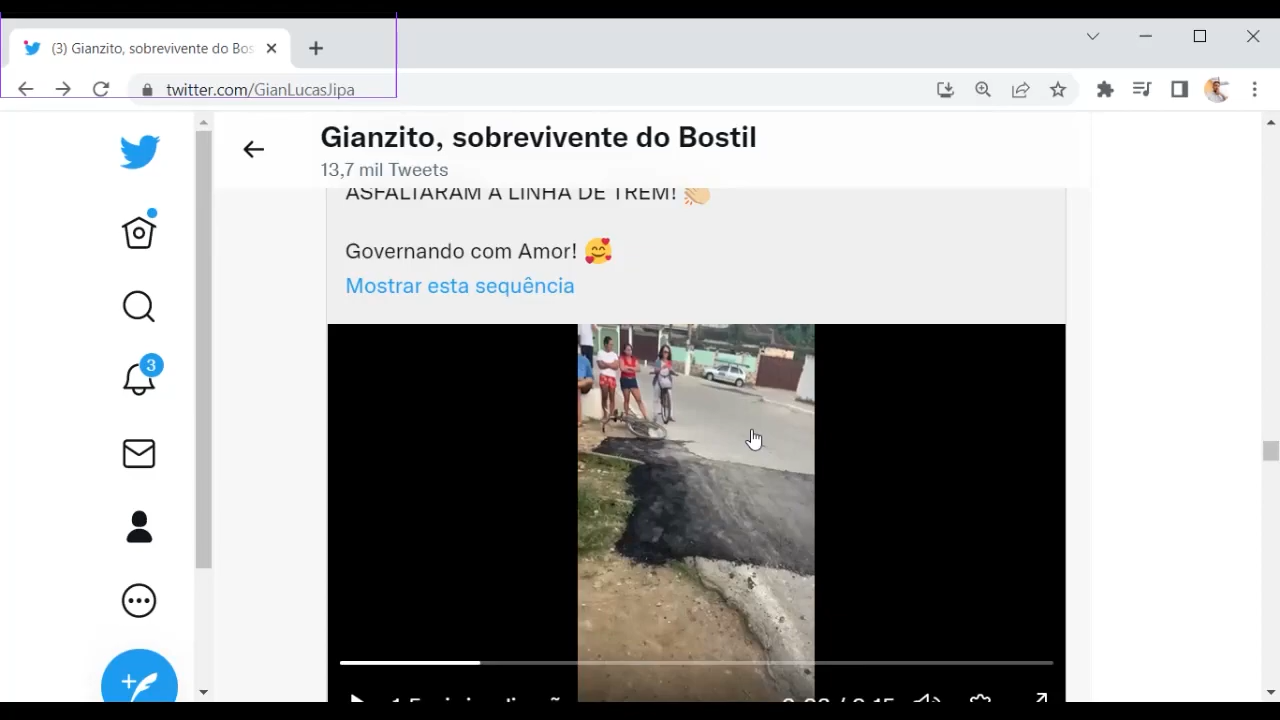 (3) Gianzito, sobrevivente do Bos
twitter.com/GianLucasJipa
Gianzito, sobrevivente do Bostil
13,7 mil Tweets
ASFALTARAM A LINHA DE TREM! 👏🏼
Governando com Amor! 🥰
Mostrar esta sequência
3